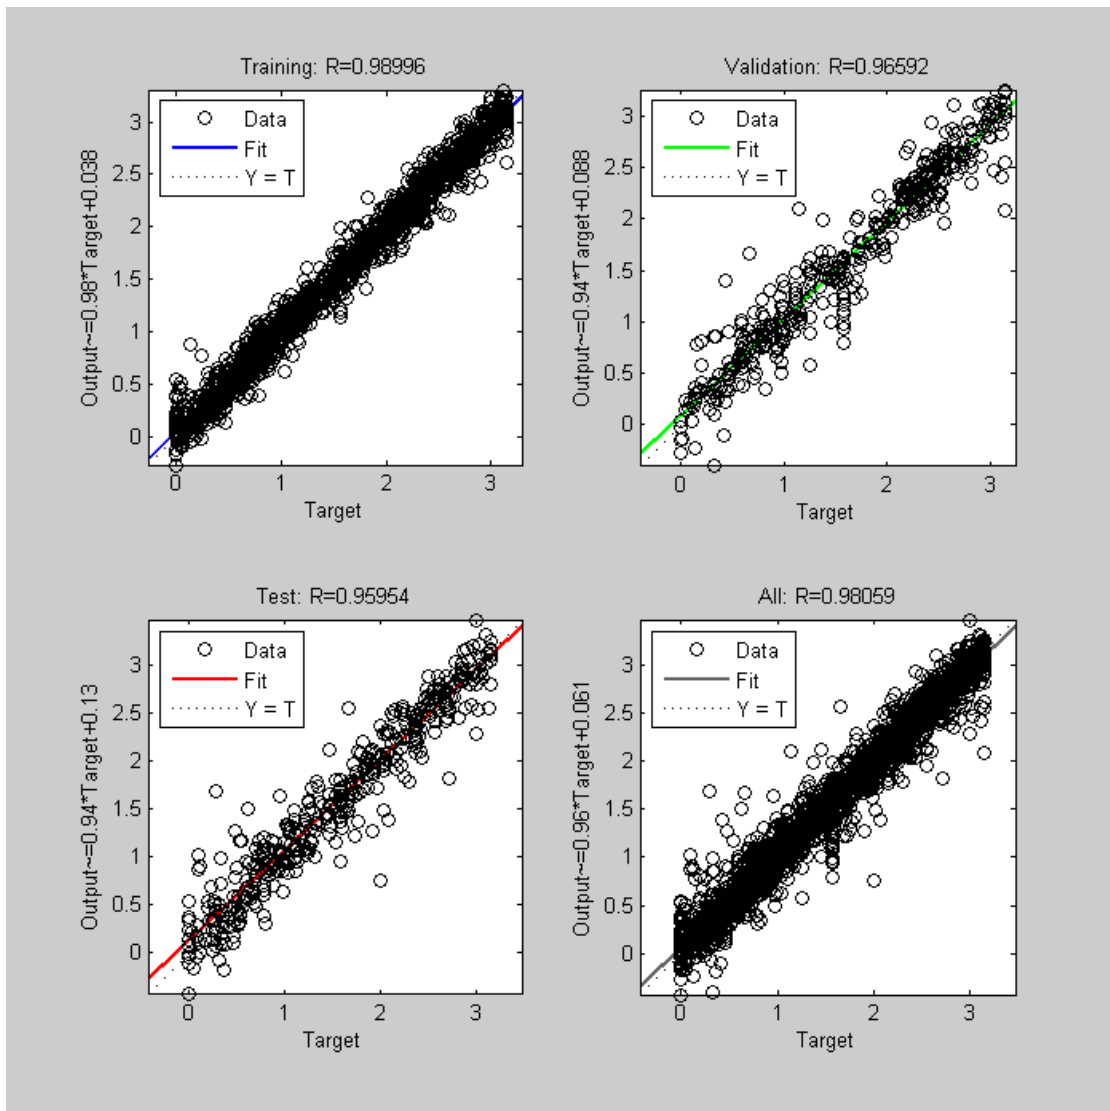 Training: R=0.98996
Output~=0.98*Target+0.038
3
2.5
2
1.5
1
0.5
0
Data
Fit
Y = T
0 1 2 3
Target
Validation: R=0.96592
Output~=0.94*Target+0.088
3
2.5
2
1.5
1
0.5
0
Data
Fit
Y = T
0 1 2 3
Target
Test: R=0.95954
Output~=0.94*Target+0.13
3
2.5
2
1.5
1
0.5
0
Data
Fit
Y = T
0 1 2 3
Target
All: R=0.98059
Output~=0.96*Target+0.061
3
2.5
2
1.5
1
0.5
0
Data
Fit
Y = T
0 1 2 3
Target